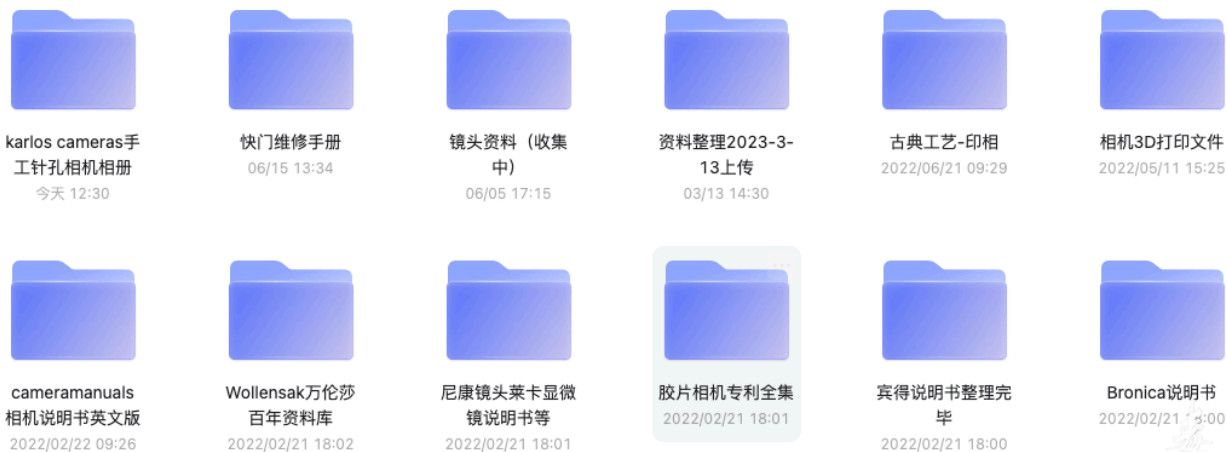 karlos cameras手
工针孔相机相册
今天 12:30
快门维修手册
06/15 13:34
镜头资料（收集
中）
06/05 17:15
资料整理2023-3-
13上传
03/13 14:30
古典工艺-印相
2022/06/21 09:29
相机3D打印文件
2022/05/11 15:25
cameramanuals
相机说明书英文版
2022/02/22 09:26
Wollensak万伦莎
百年资料库
2022/02/21 18:02
尼康镜头莱卡显微
镜说明书等
2022/02/21 18:01
胶片相机专利全集
2022/02/21 18:01
宾得说明书整理完
毕
2022/02/21 18:00
Bronica说明书
2022/02/21 18:00